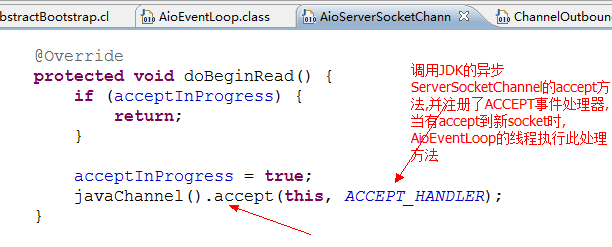 bstractBootstrap.cl AioEventLoop.class AioServerSocketChann ChannelOutboun
@Override
protected void doBeginRead() {
if (acceptInProgress) {
return;
}
acceptInProgress = true;
javaChannel().accept(this, ACCEPT_HANDLER);
}
调用JDK的异步
ServerSocketChannel的accept方
法,并注册了ACCEPT事件处理器,
当有accept到新socket时,
AioEventLoop的线程执行此处理
方法